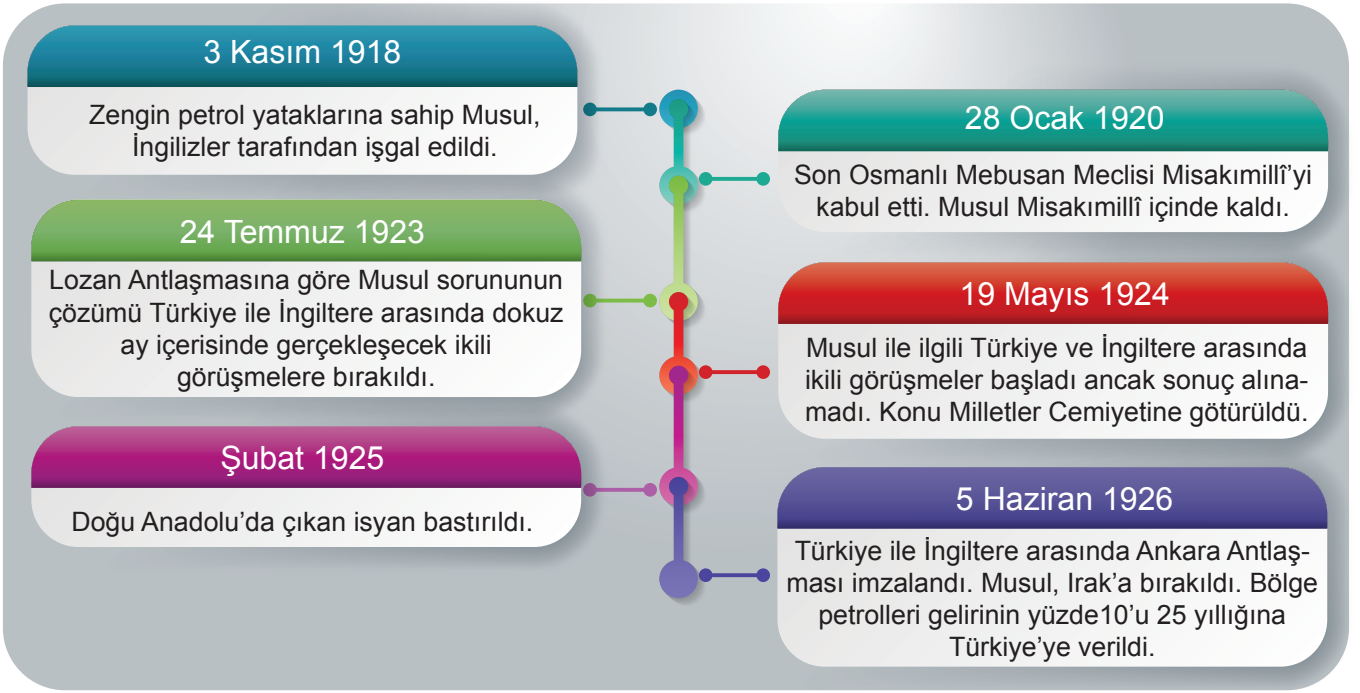 3 Kasım 1918
Zengin petrol yataklarına sahip Musul,
İngilizler tarafından işgal edildi.
28 Ocak 1920
Son Osmanlı Mebusan Meclisi Misakımillî’yi
kabul etti. Musul Misakımillî içinde kaldı.
24 Temmuz 1923
Lozan Antlaşmasına göre Musul sorununun
çözümü Türkiye ile İngiltere arasında dokuz
ay içerisinde gerçekleşecek ikili
görüşmelere bırakıldı.
19 Mayıs 1924
Musul ile ilgili Türkiye ve İngiltere arasında
ikili görüşmeler başladı ancak sonuç alına-
madı. Konu Milletler Cemiyetine götürüldü.
Şubat 1925
Doğu Anadolu’da çıkan isyan bastırıldı.
5 Haziran 1926
Türkiye ile İngiltere arasında Ankara Antlaş-
ması imzalandı. Musul, Irak’a bırakıldı. Bölge
petrolleri gelirinin yüzde10’u 25 yıllığına
Türkiye’ye verildi.